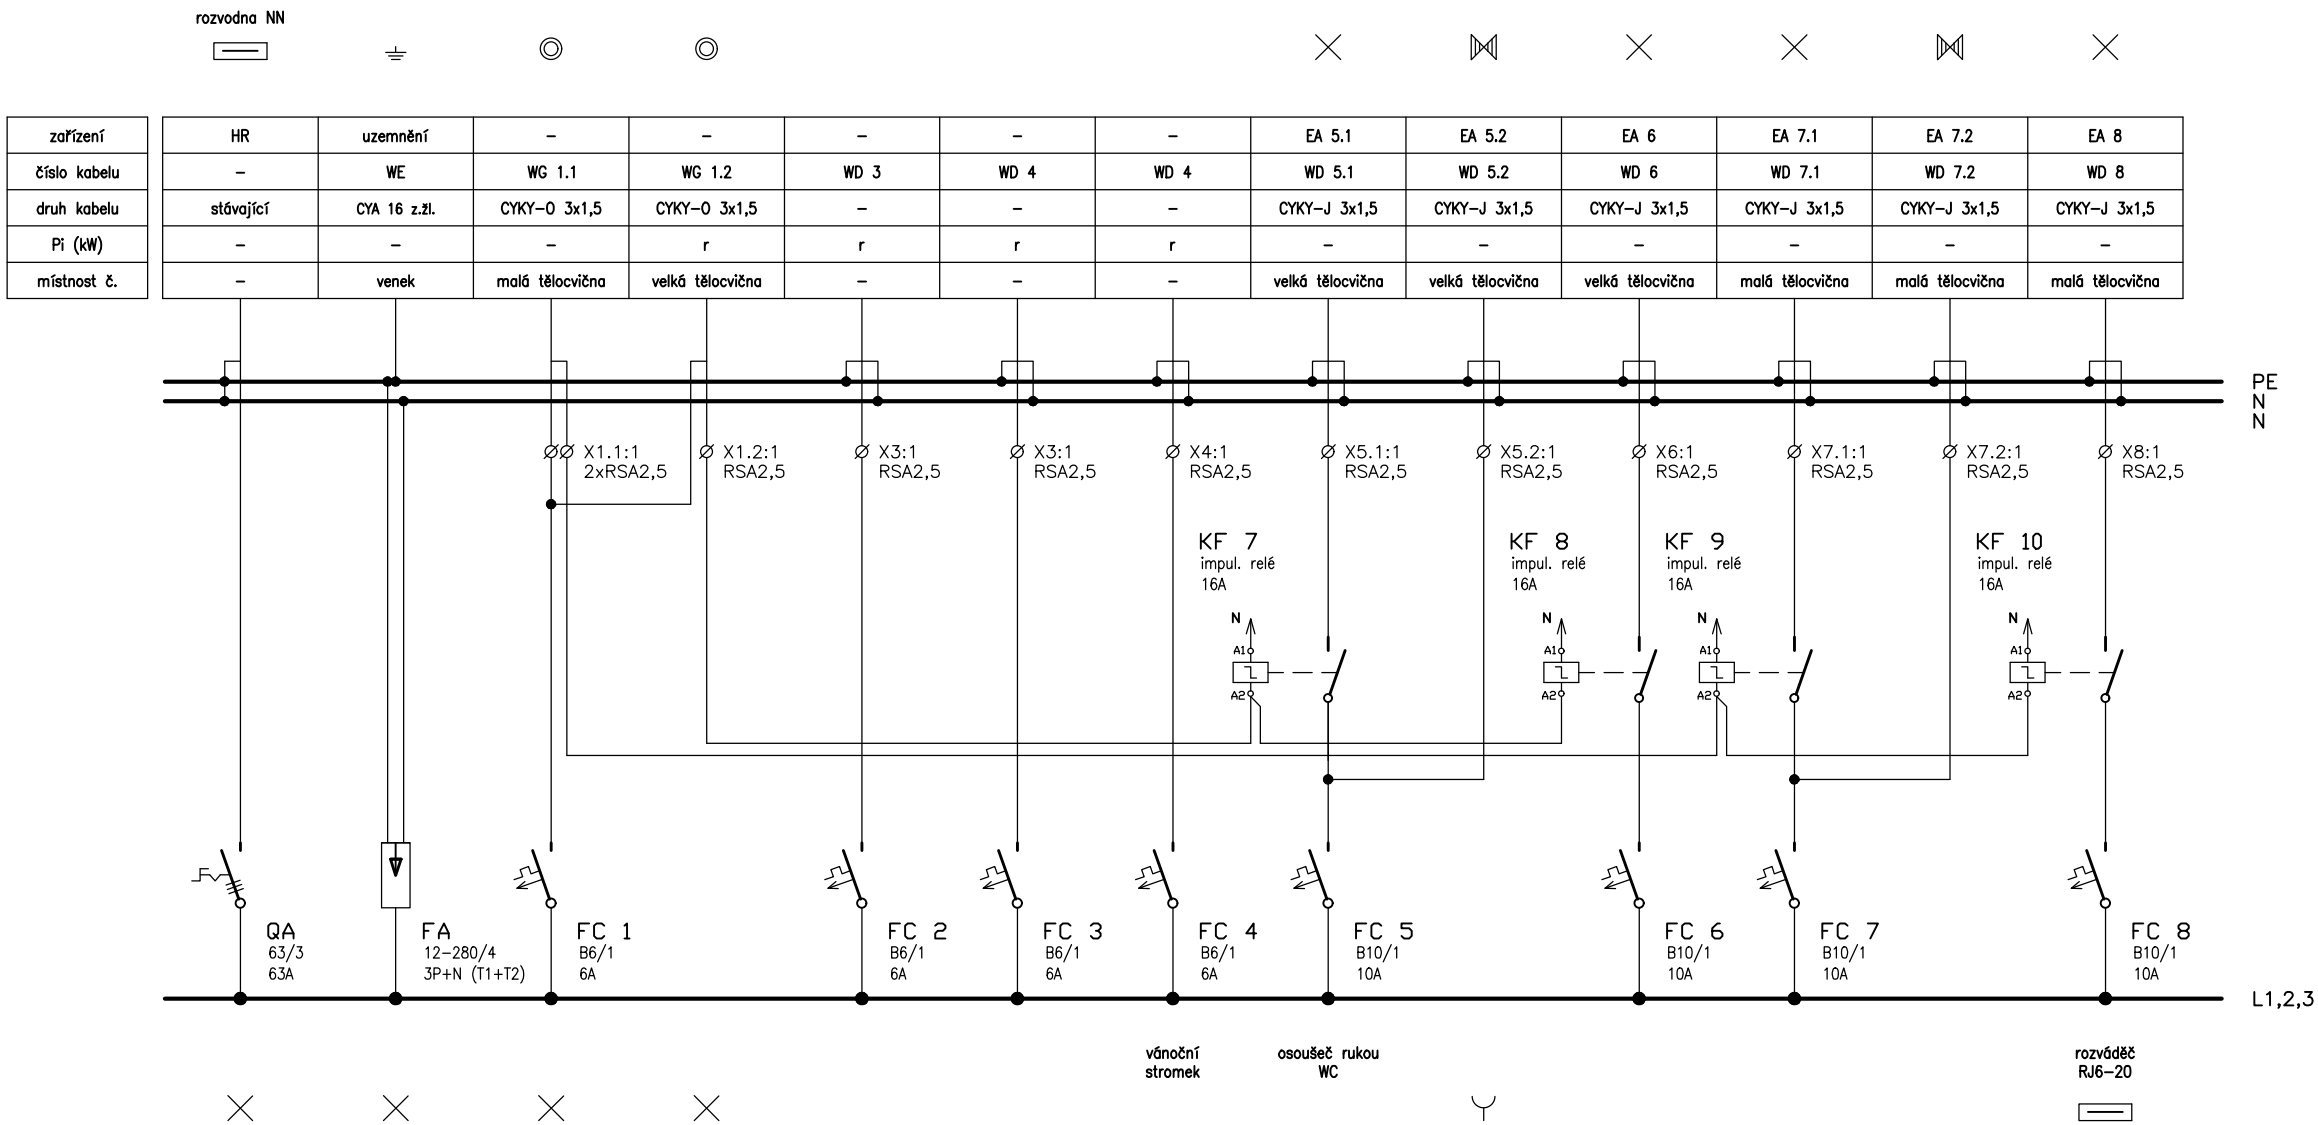 rozvodna NN
zařízení HR uzemnění – – – – – EA 5.1 EA 5.2 EA 6 EA 7.1 EA 7.2 EA 8
číslo kabelu – WE WG 1.1 WG 1.2 WD 3 WD 4 WD 4 WD 5.1 WD 5.2 WD 6 WD 7.1 WD 7.2 WD 8
druh kabelu stávající CYA 16 z.žl. CYKY–O 3x1,5 CYKY–O 3x1,5 – – – CYKY–J 3x1,5 CYKY–J 3x1,5 CYKY–J 3x1,5 CYKY–J 3x1,5 CYKY–J 3x1,5 CYKY–J 3x1,5
Pi (kW) – – – r r r r – – – – – –
místnost č. – venek malá tělocvična velká tělocvična – – – velká tělocvična velká tělocvična velká tělocvična malá tělocvična malá tělocvična malá tělocvična
PE
N
N
X1.1:1 X1.2:1 X3:1 X3:1 X4:1 X5.1:1 X5.2:1 X6:1 X7.1:1 X7.2:1 X8:1
2xRSA2,5 RSA2,5 RSA2,5 RSA2,5 RSA2,5 RSA2,5 RSA2,5 RSA2,5 RSA2,5 RSA2,5 RSA2,5
KF 7 KF 8 KF 9 KF 10
impul. relé impul. relé impul. relé impul. relé
16A 16A 16A 16A
N N N N
A1 A1 A1 A1
A2 A2 A2 A2
QA FA FC 1 FC 2 FC 3 FC 4 FC 5 FC 6 FC 7 FC 8
63/3 12–280/4 B6/1 B6/1 B6/1 B6/1 B10/1 B10/1 B10/1 B10/1
63A 3P+N (T1+T2) 6A 6A 6A 6A 10A 10A 10A 10A
L1,2,3
vánoční osoušeč rukou rozváděč
stromek WC RJ6–20